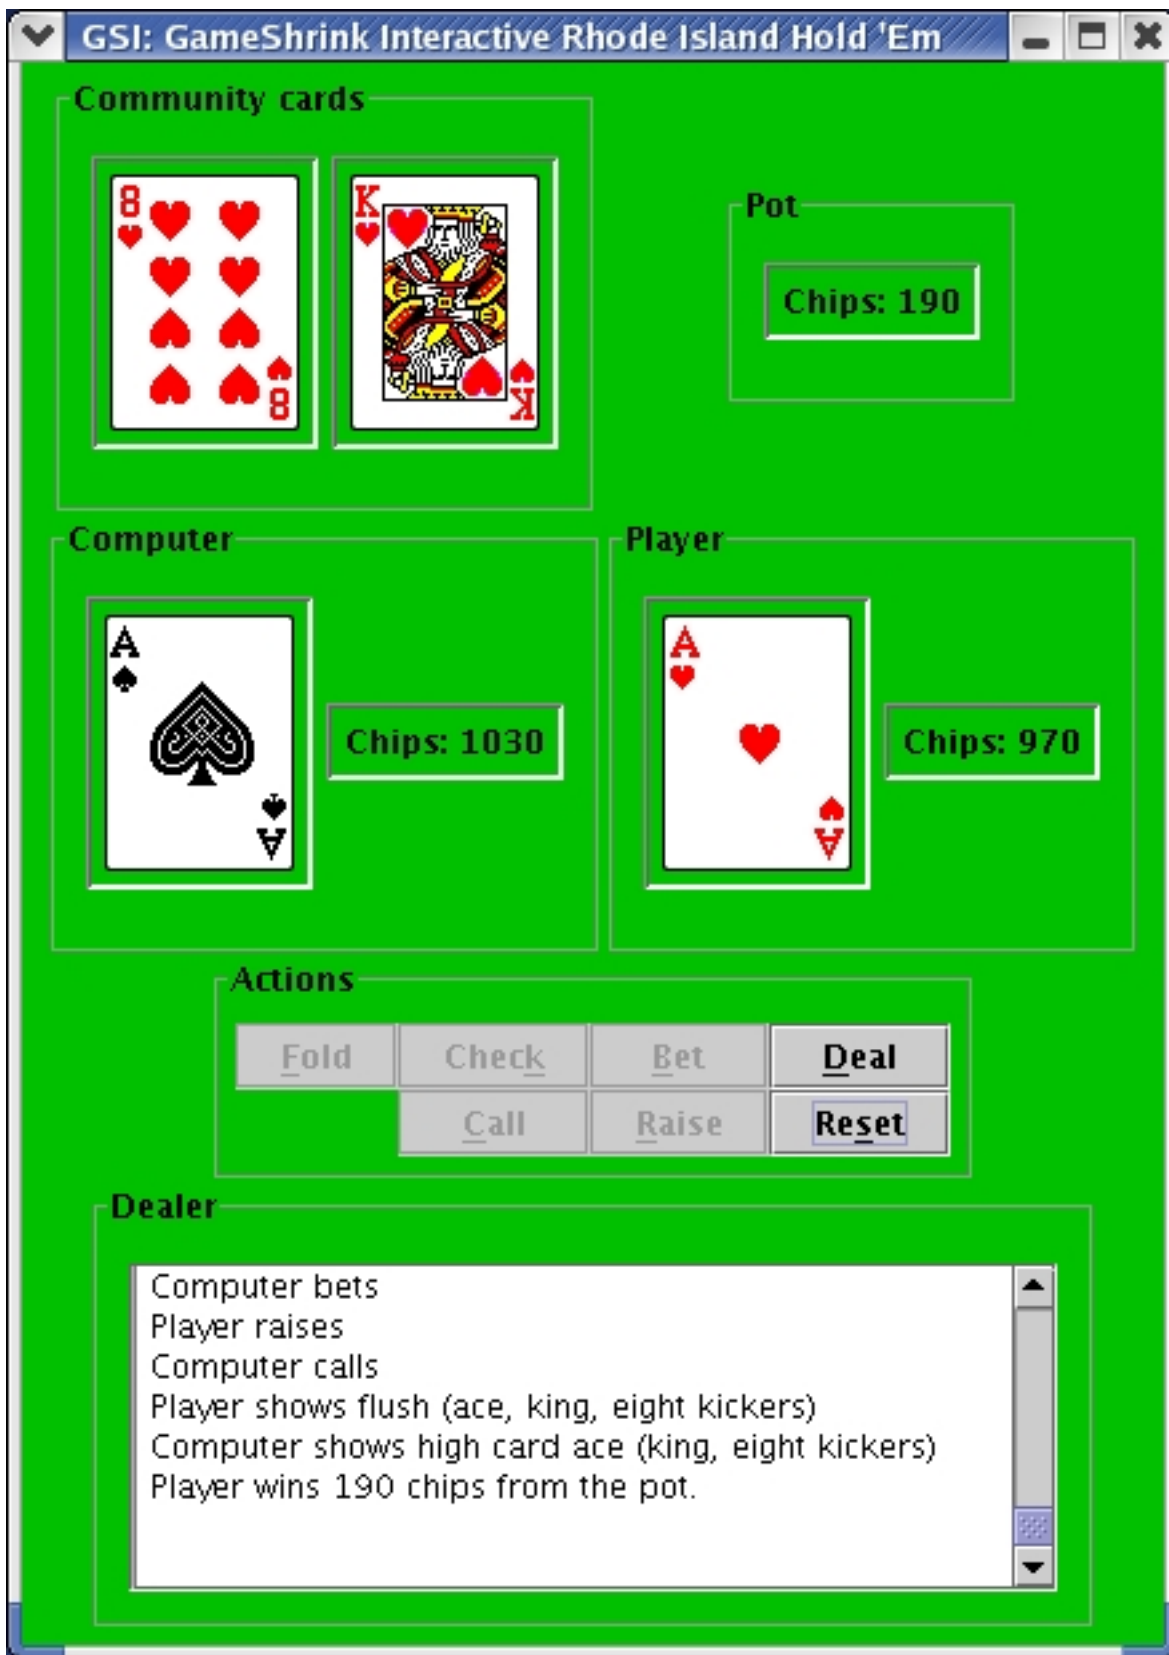 GSI: GameShrink Interactive Rhode Island Hold 'Em
Community cards
8
8
K
K
Pot
Chips: 190
Computer
A
A
Chips: 1030
Player
A
A
Chips: 970
Actions
Fold Check Bet Deal
Call Raise Reset
Dealer
Computer bets
Player raises
Computer calls
Player shows flush (ace, king, eight kickers)
Computer shows high card ace (king, eight kickers)
Player wins 190 chips from the pot.